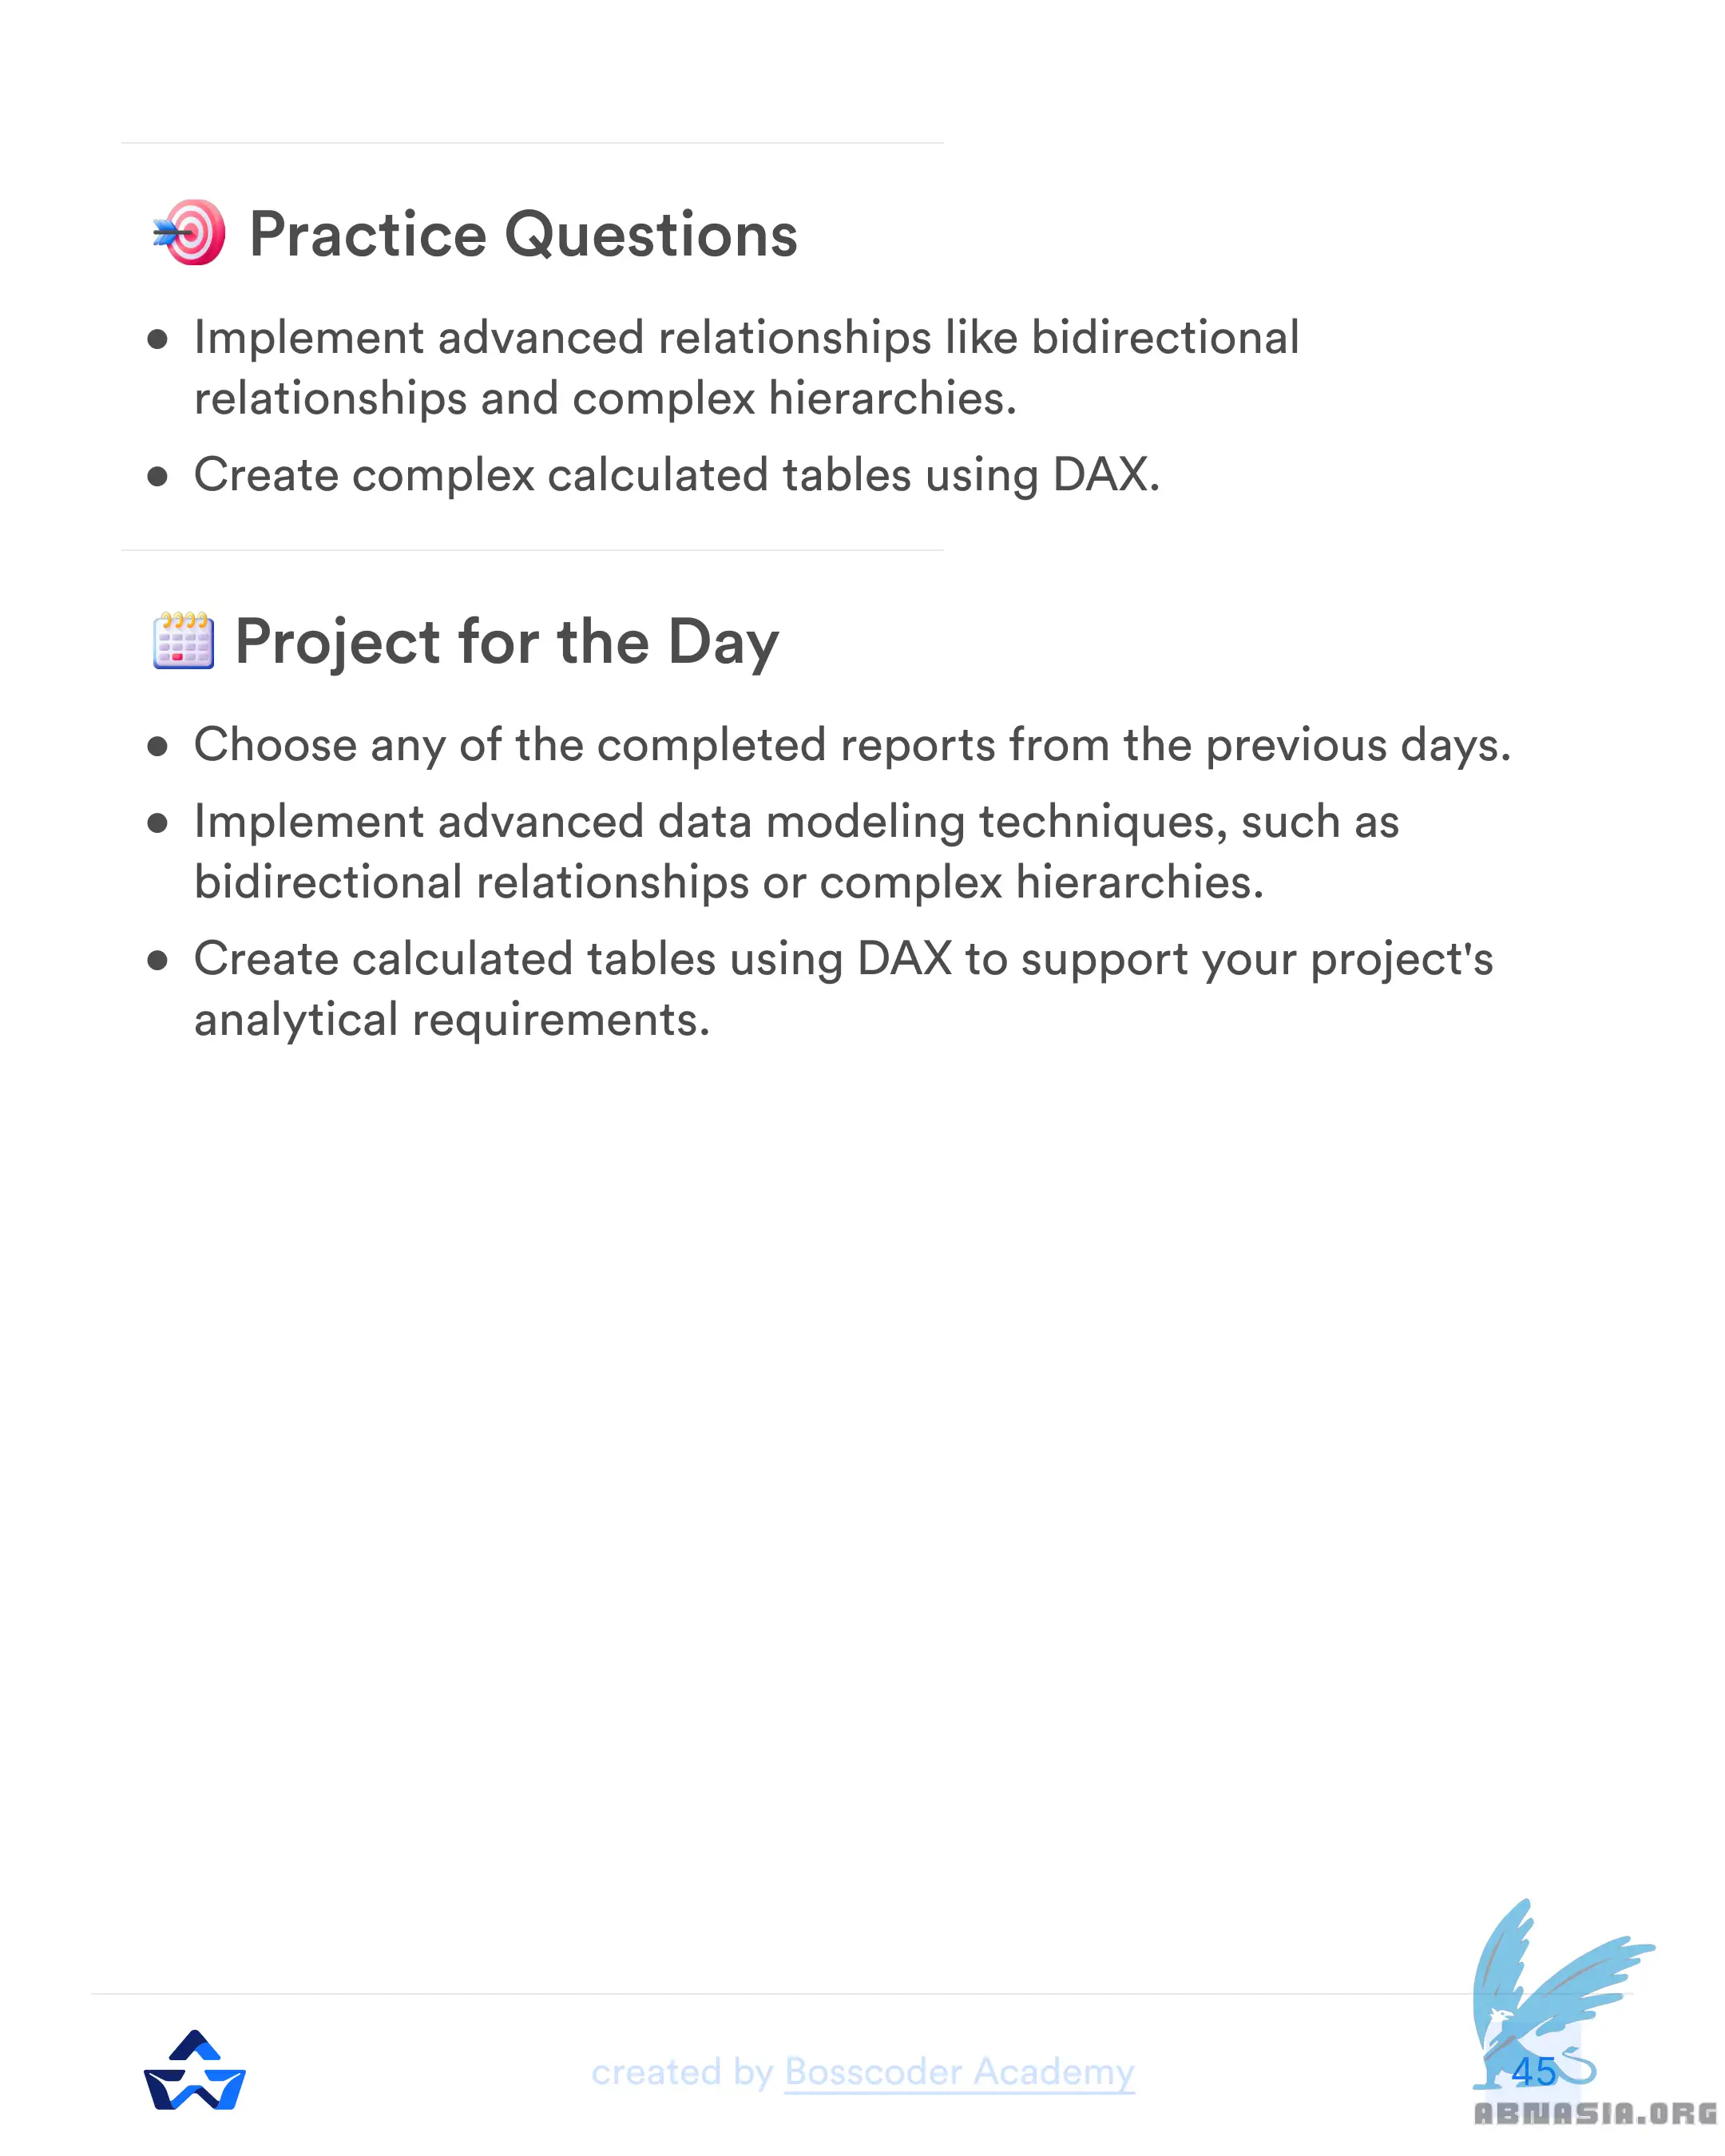 Practice Questions
● Implement advanced relationships like bidirectional
relationships and complex hierarchies.
● Create complex calculated tables using DAX.
Project for the Day
● Choose any of the completed reports from the previous days.
● Implement advanced data modeling techniques, such as
bidirectional relationships or complex hierarchies.
● Create calculated tables using DAX to support your project's
analytical requirements.
created by Bosscoder Academy
45
ABMASIA.ORG